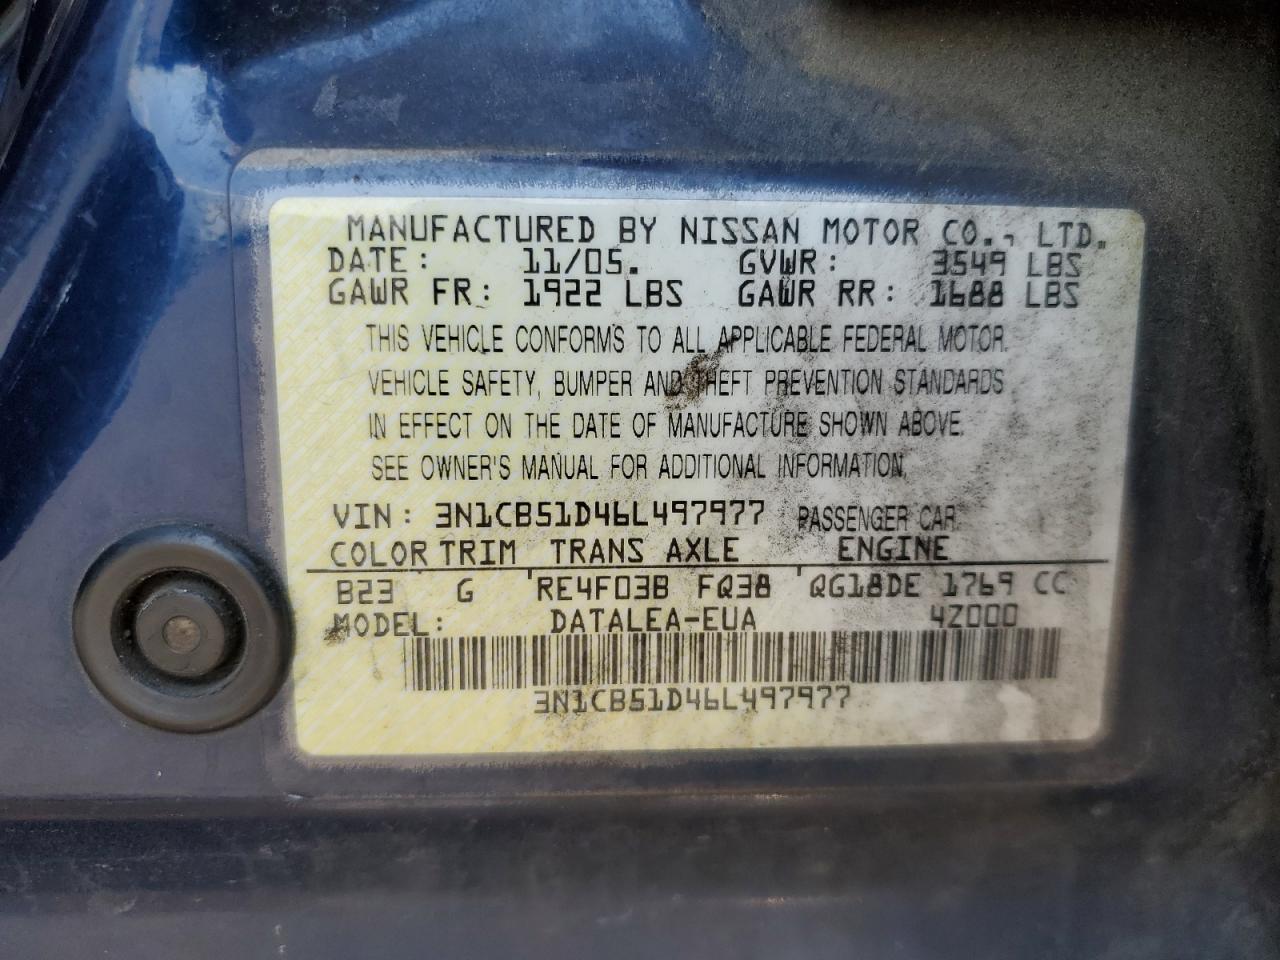 MANUFACTURED BY NISSAN MOTOR CO., LTD.
DATE: 11/05. GVWR: 3549 LBS
GAWR FR: 1922 LBS GAWR RR: 1688 LBS
THIS VEHICLE CONFORMS TO ALL APPLICABLE FEDERAL MOTOR
VEHICLE SAFETY, BUMPER AND THEFT PREVENTION STANDARDS
IN EFFECT ON THE DATE OF MANUFACTURE SHOWN ABOVE.
SEE OWNER'S MANUAL FOR ADDITIONAL INFORMATION.
VIN: 3N1CB51D46L497977 PASSENGER CAR
COLOR TRIM TRANS AXLE ENGINE
B23 G RE4F03B FQ38 QG18DE 1769 CC
MODEL: DATALEA-EUA 4Z000
3N1CB51D46L497977